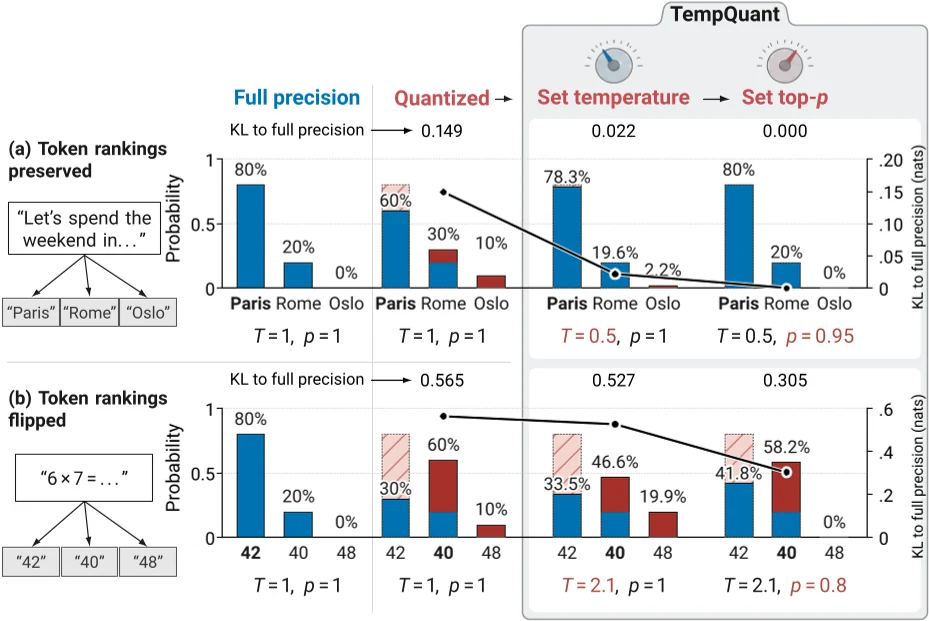 TempQuant
Full precision
Quantized
Set temperature
Set top-p
KL to full precision
0.149
0.022
0.000
(a) Token rankings
preserved
“Let’s spend the
weekend in…”
“Paris” “Rome” “Oslo”
Probability
1
0.5
0
80%
20%
0%
Paris Rome Oslo
T=1, p=1
60%
30%
10%
Paris Rome Oslo
T=1, p=1
78.3%
19.6%
2.2%
Paris Rome Oslo
T=0.5, p=1
80%
20%
0%
Paris Rome Oslo
T=0.5, p=0.95
.20
.15
.10
.05
0
KL to full precision (nats)
KL to full precision
0.565
0.527
0.305
(b) Token rankings
flipped
“6×7=…”
“42” “40” “48”
Probability
1
0.5
0
80%
20%
0%
42 40 48
T=1, p=1
30%
60%
10%
42 40 48
T=1, p=1
33.5%
46.6%
19.9%
42 40 48
T=2.1, p=1
41.8%
58.2%
0%
42 40 48
T=2.1, p=0.8
.6
.4
.2
0
KL to full precision (nats)